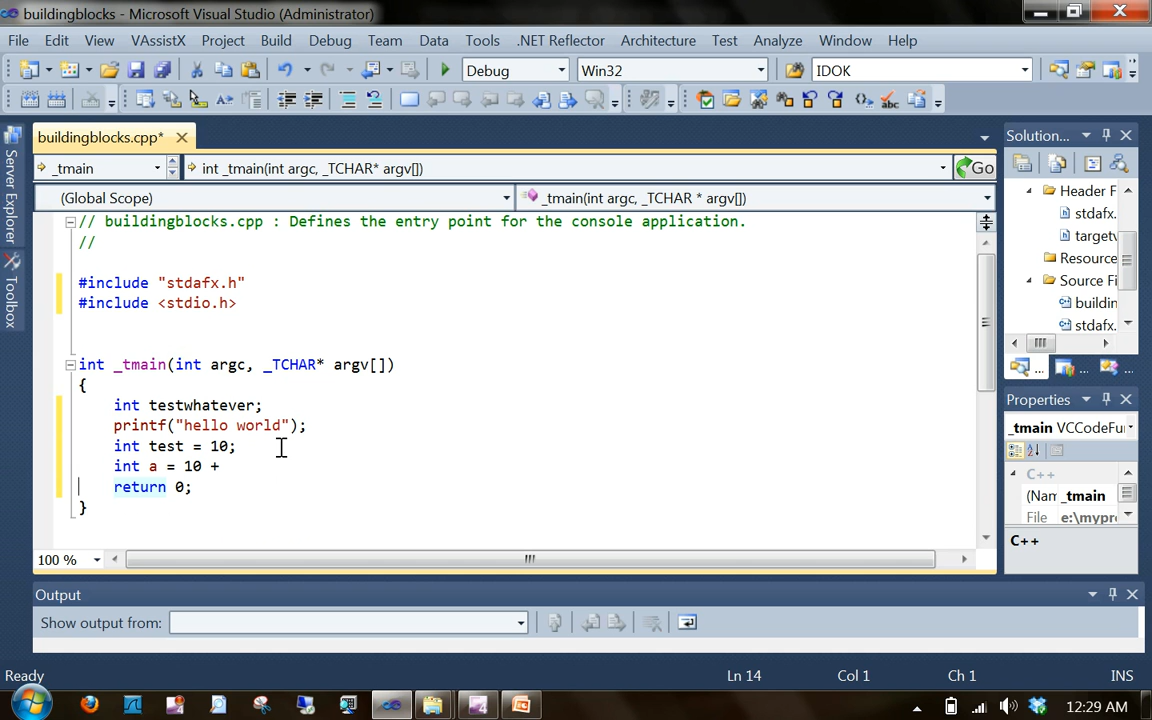 buildingblocks - Microsoft Visual Studio (Administrator)
File Edit View VAssistX Project Build Debug Team Data Tools .NET Reflector Architecture Test Analyze Window Help
Debug Win32 IDOK
buildingblocks.cpp*
Solution...
_tmain int _tmain(int argc, _TCHAR* argv[]) Go
(Global Scope) _tmain(int argc, _TCHAR * argv[])
// buildingblocks.cpp : Defines the entry point for the console application.
//
#include "stdafx.h"
#include <stdio.h>
int _tmain(int argc, _TCHAR* argv[])
{
int testwhatever;
printf("hello world");
int test = 10;
int a = 10 +
return 0;
}
100 %
Server Explorer
Toolbox
Header F
stdafx.
targetv
Resource
Source Fi
buildin
stdafx.
... ... ...
Properties
_tmain VCCodeFu
C++
(Nam _tmain
File e:\mypro
C++
Output
Show output from:
Ready Ln 14 Col 1 Ch 1 INS
12:29 AM